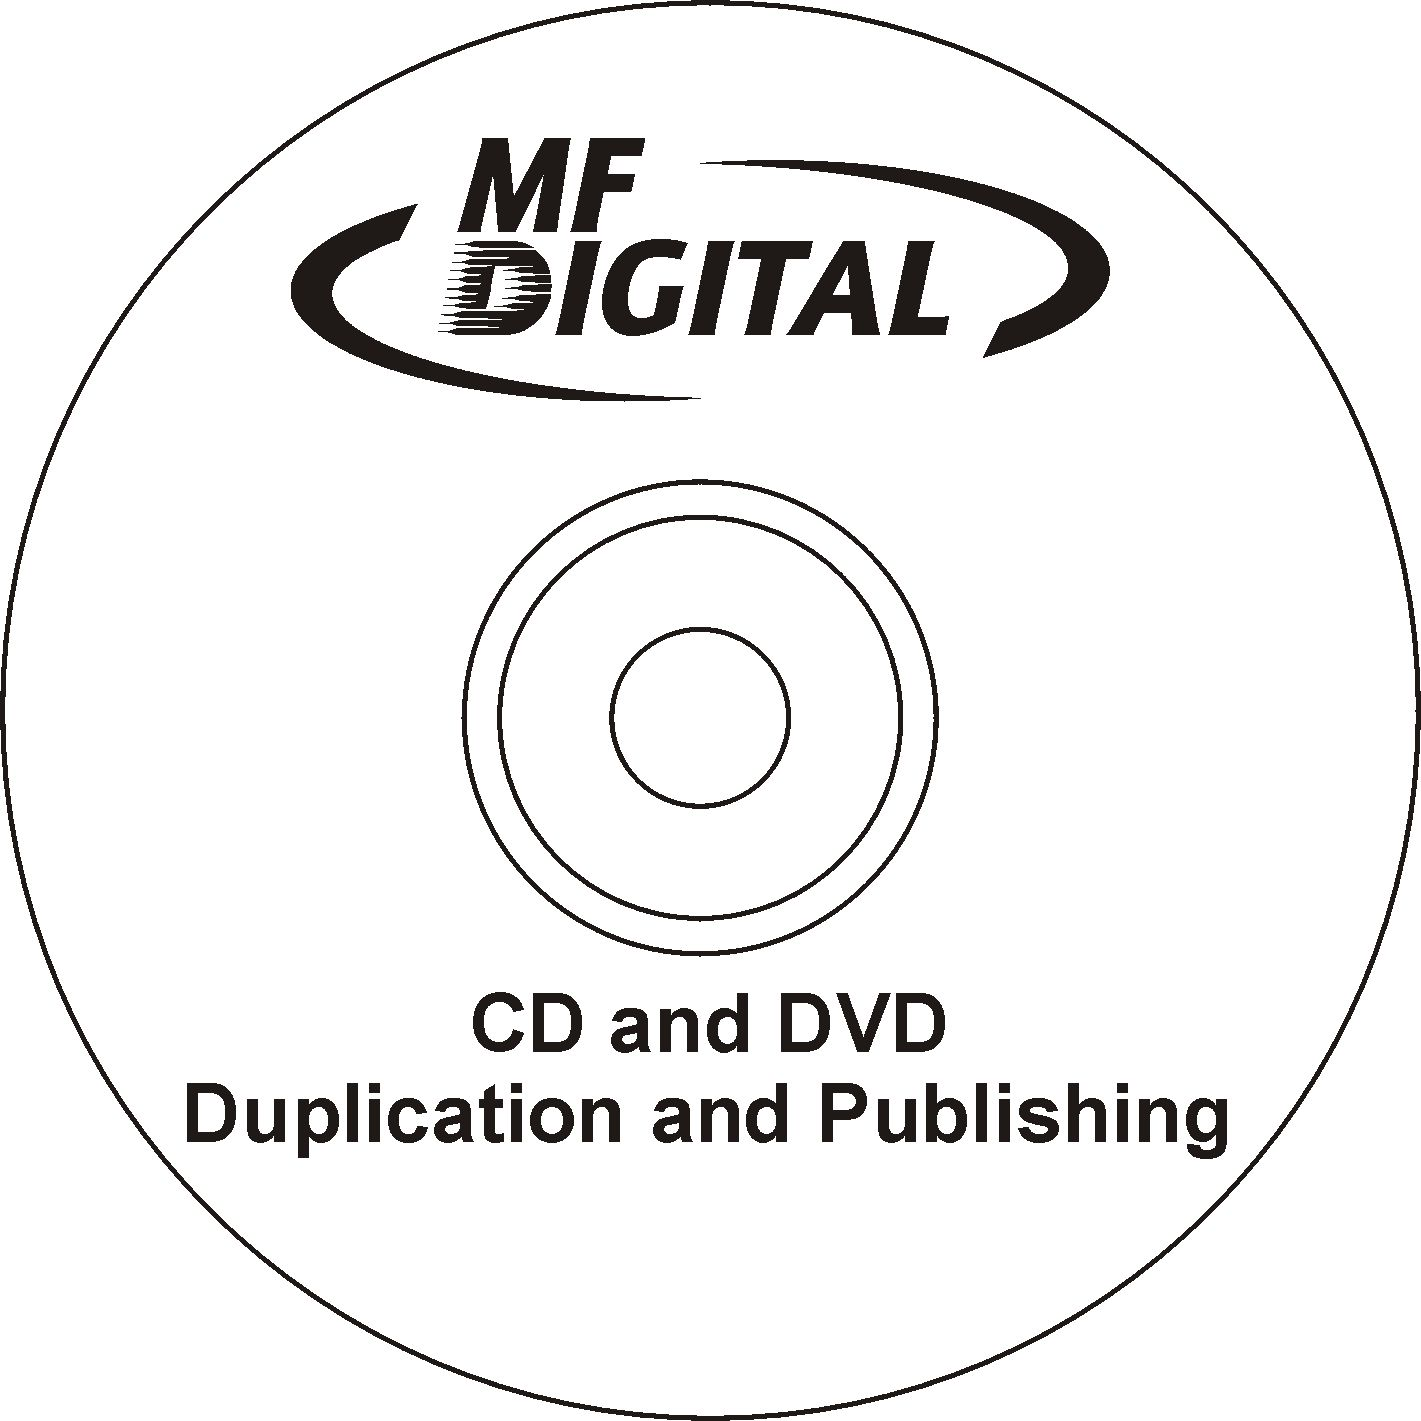 MF
DIGITAL
CD and DVD
Duplication and Publishing